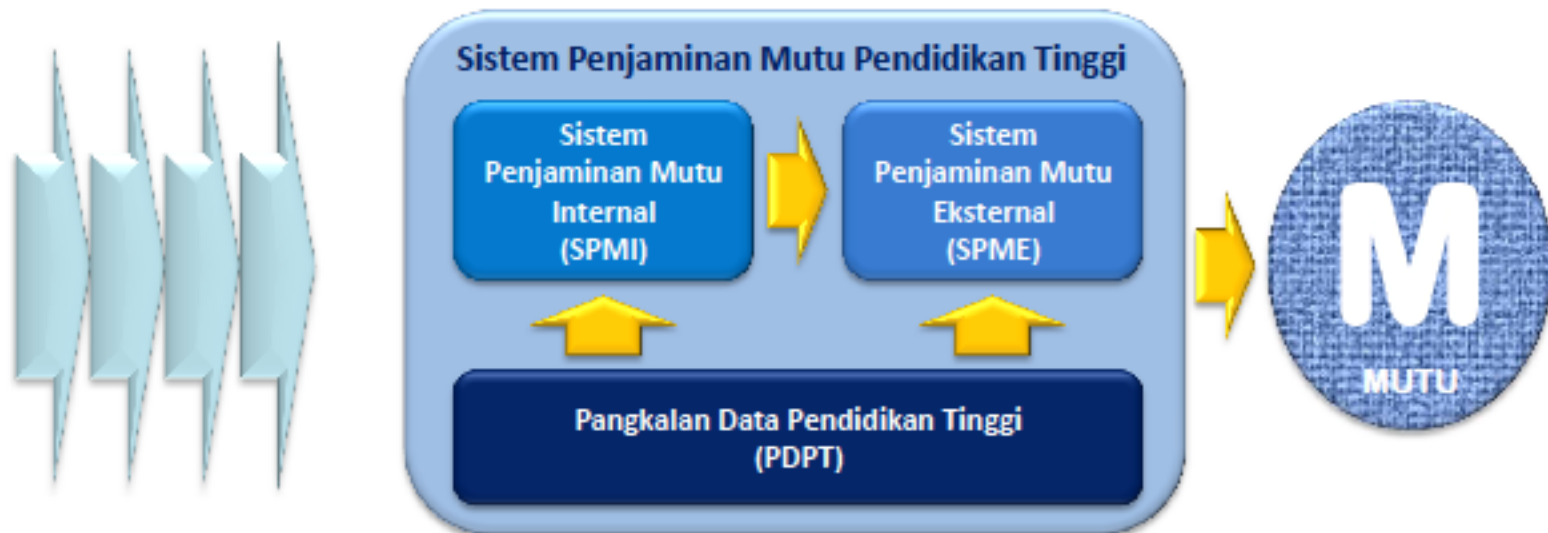 Sistem Penjaminan Mutu Pendidikan Tinggi
Sistem
Penjaminan Mutu
Internal
(SPMI)
Sistem
Penjaminan Mutu
Eksternal
(SPME)
Pangkalan Data Pendidikan Tinggi
(PDPT)
M
MUTU